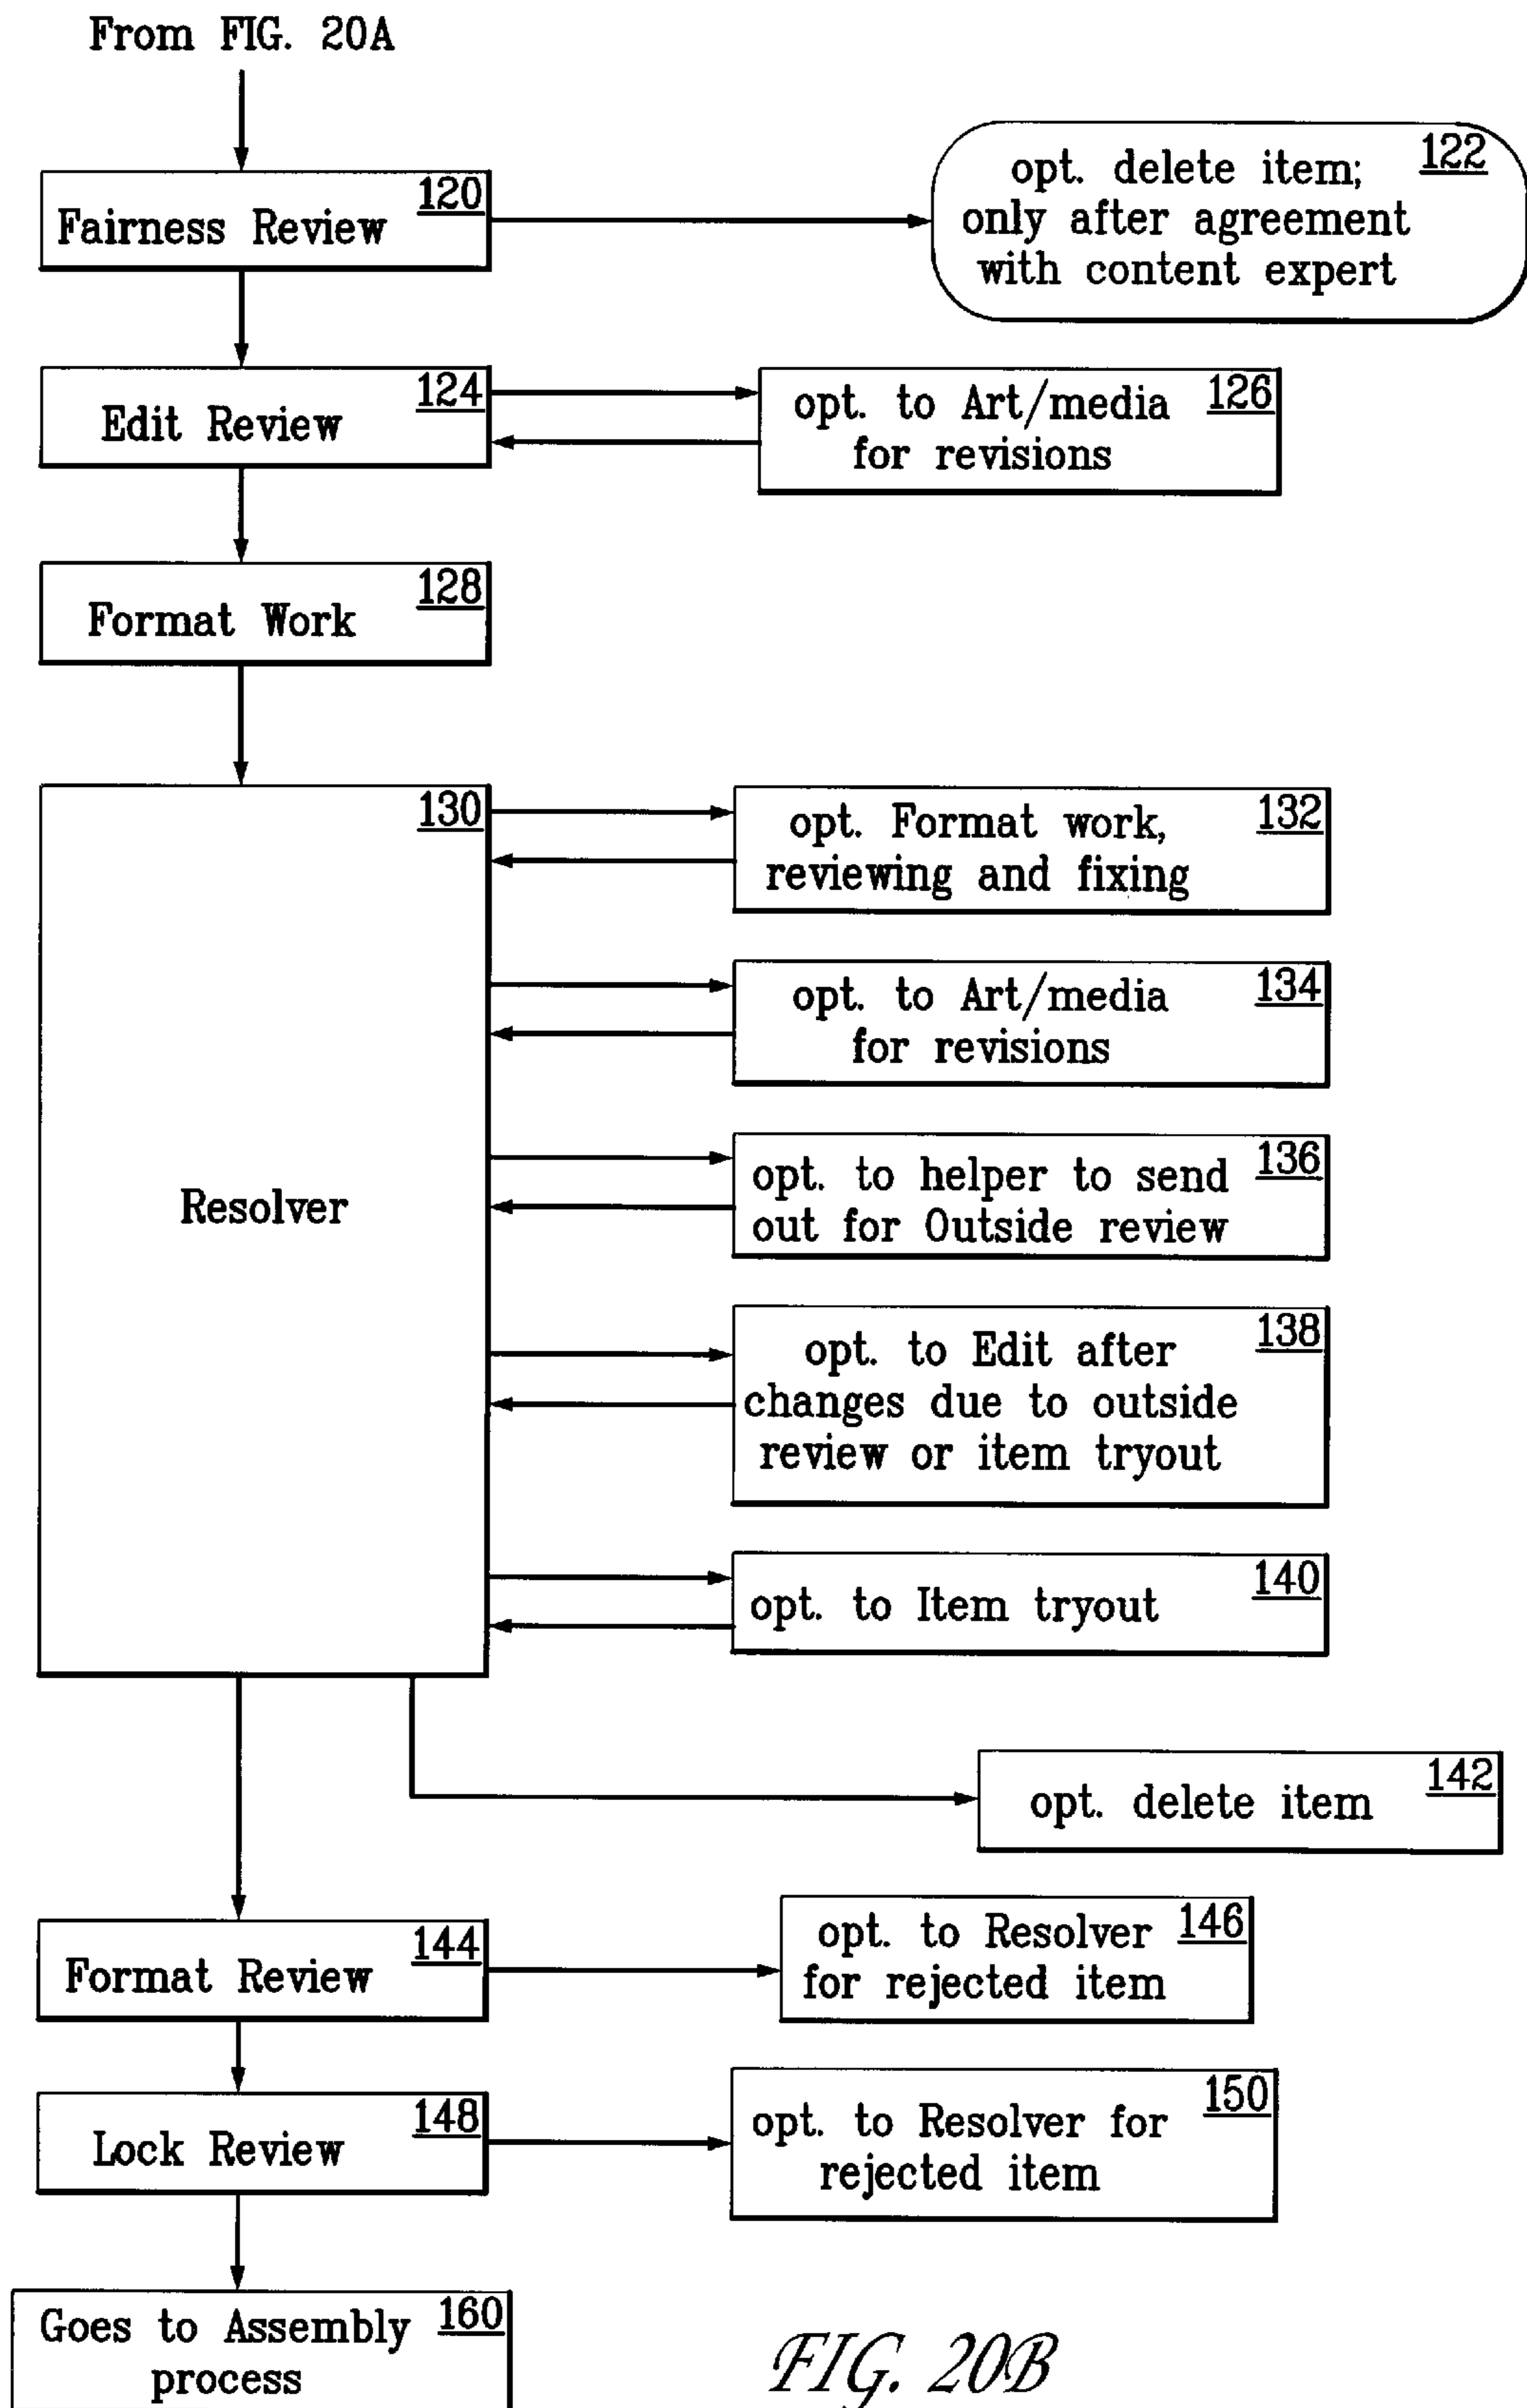 From FIG. 20A
120
Fairness Review
opt. delete item; 122
only after agreement
with content expert
124
Edit Review
opt. to Art/media 126
for revisions
128
Format Work
130
Resolver
opt. Format work, 132
reviewing and fixing
opt. to Art/media 134
for revisions
opt. to helper to send 136
out for Outside review
138
opt. to Edit after
changes due to outside
review or item tryout
140
opt. to Item tryout
142
opt. delete item
144
Format Review
opt. to Resolver 146
for rejected item
148
Lock Review
150
opt. to Resolver for
rejected item
Goes to Assembly 160
process
FIG. 20B